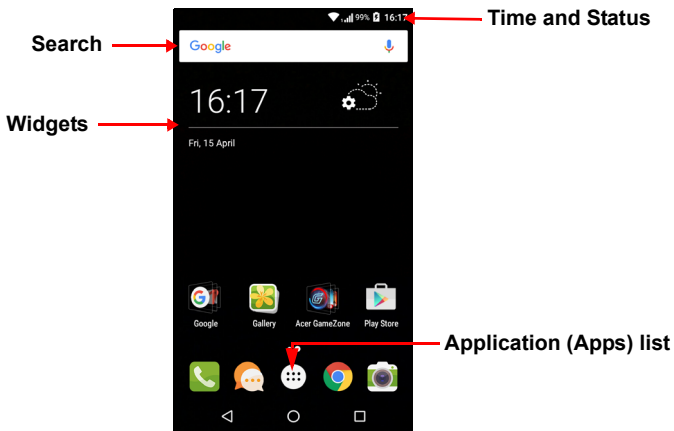 99% 16:17
Time and Status
Search
Google
16:17
Widgets
Fri, 15 April
Google Gallery Acer GameZone Play Store
Application (Apps) list